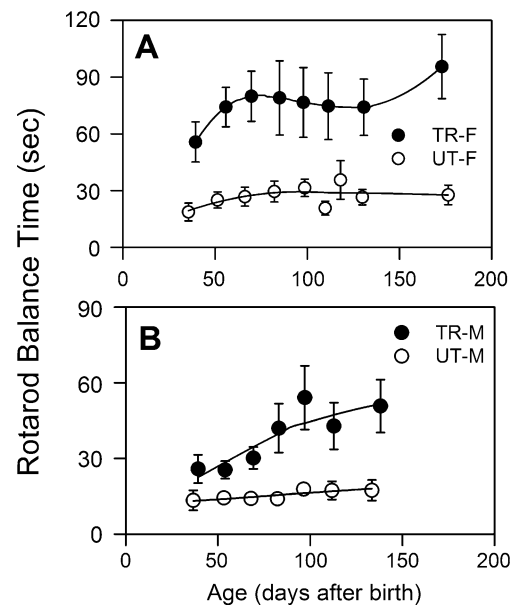 Rotarod Balance Time (sec)
120
A
90
60
TR-F
UT-F
30
0
0 50 100 150 200
90
B
TR-M
UT-M
60
30
0
0 50 100 150 200
Age (days after birth)